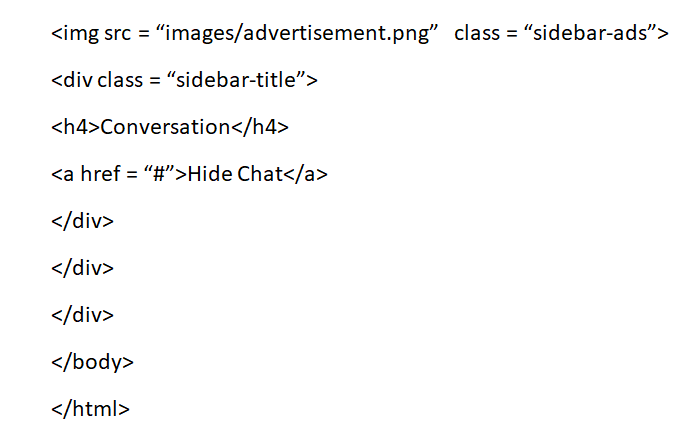 <img src = “images/advertisement.png”   class = “sidebar-ads”>
<div class = “sidebar-title”>
<h4>Conversation</h4>
<a href = “#”>Hide Chat</a>
</div>
</div>
</div>
</body>
</html>